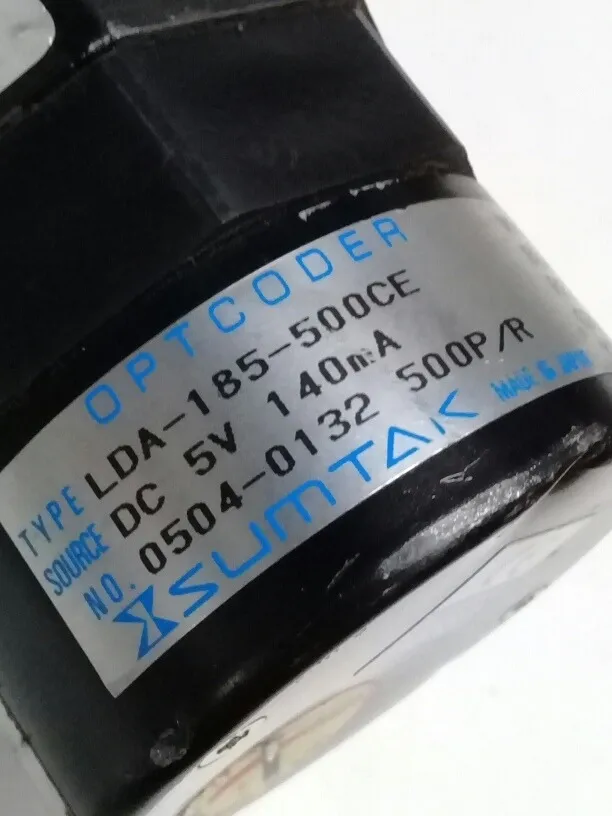 OPTCODER
TYPE LDA-185-500CE
SOURCE DC 5V 140mA
NO. 0504-0132 500P/R
SUMTAK MADE IN JAPAN